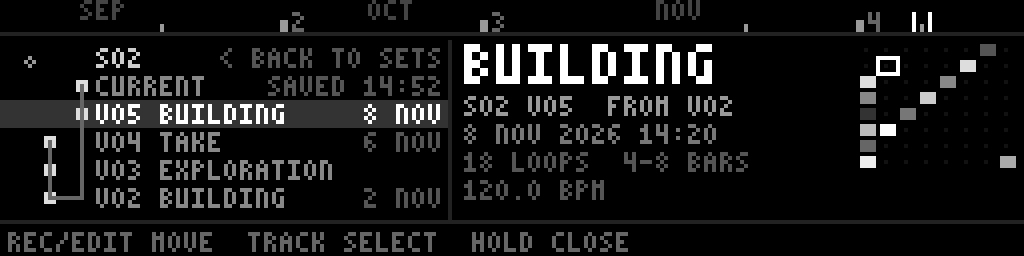 SEP OCT NOV
2 3 4
S02 < BACK TO SETS
CURRENT SAVED 14:52
V05 BUILDING 8 NOV
V04 TAKE 6 NOV
V03 EXPLORATION
V02 BUILDING 2 NOV
BUILDING
S02 V05 FROM V02
8 NOV 2026 14:20
18 LOOPS 4-8 BARS
120.0 BPM
REC/EDIT MOVE TRACK SELECT HOLD CLOSE